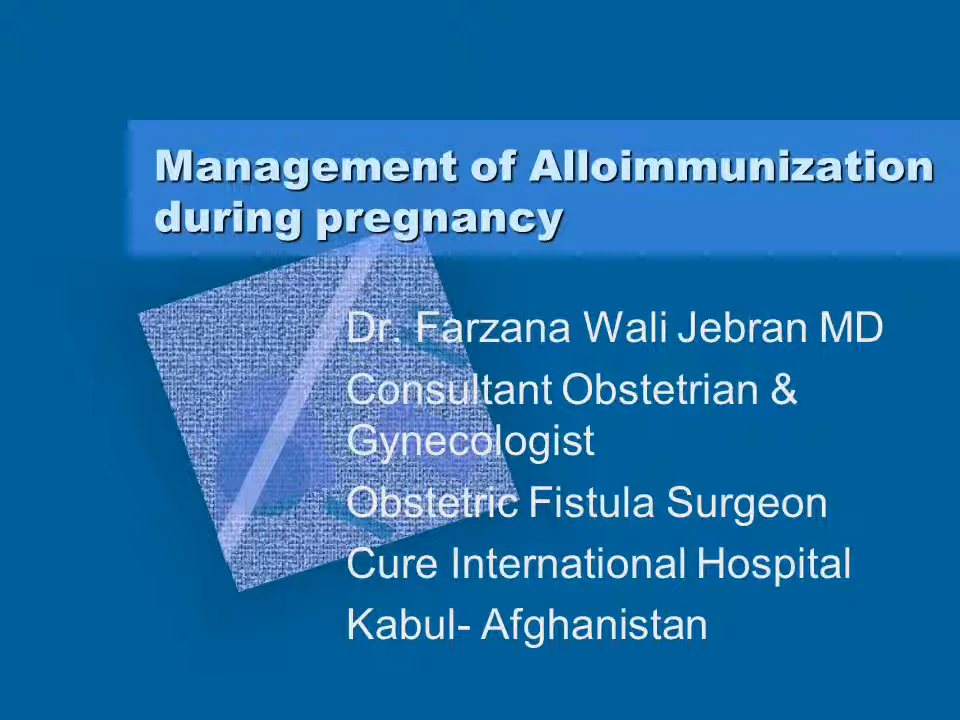 Management of Alloimmunization
during pregnancy
Dr. Farzana Wali Jebran MD
Consultant Obstetrian &
Gynecologist
Obstetric Fistula Surgeon
Cure International Hospital
Kabul- Afghanistan